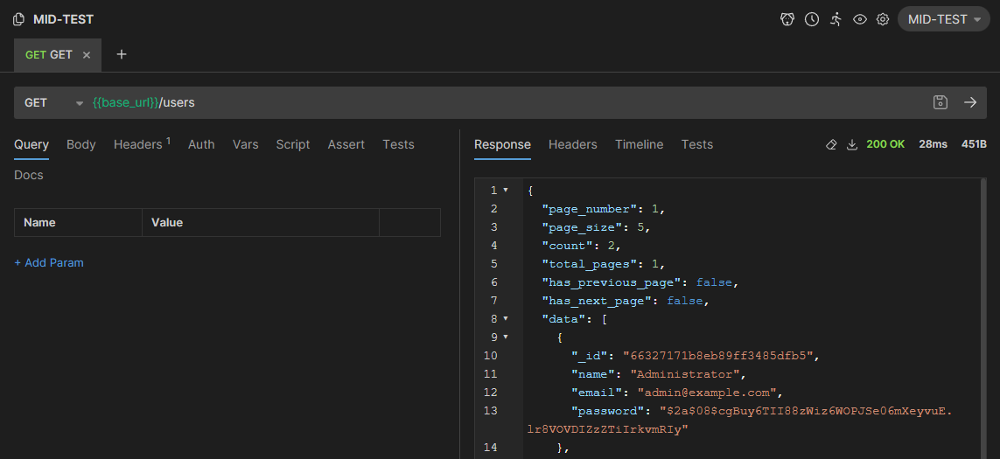 MID-TEST
MID-TEST
GET GET ×
+
GET {{base_url}}/users
Query Body Headers 1 Auth Vars Script Assert Tests
Docs
Name Value
+ Add Param
Response Headers Timeline Tests 200 OK 28ms 451B
1 {
2 "page_number": 1,
3 "page_size": 5,
4 "count": 2,
5 "total_pages": 1,
6 "has_previous_page": false,
7 "has_next_page": false,
8 "data": [
9 {
10 "_id": "66327171b8eb89ff3485dfb5",
11 "name": "Administrator",
12 "email": "admin@example.com",
13 "password": "$2a$08$cgBuy6TII88zWiz6WOPJSe06mXeyvuE.
lr8VOVDIZzZTiIrkvmRIy"
14 },